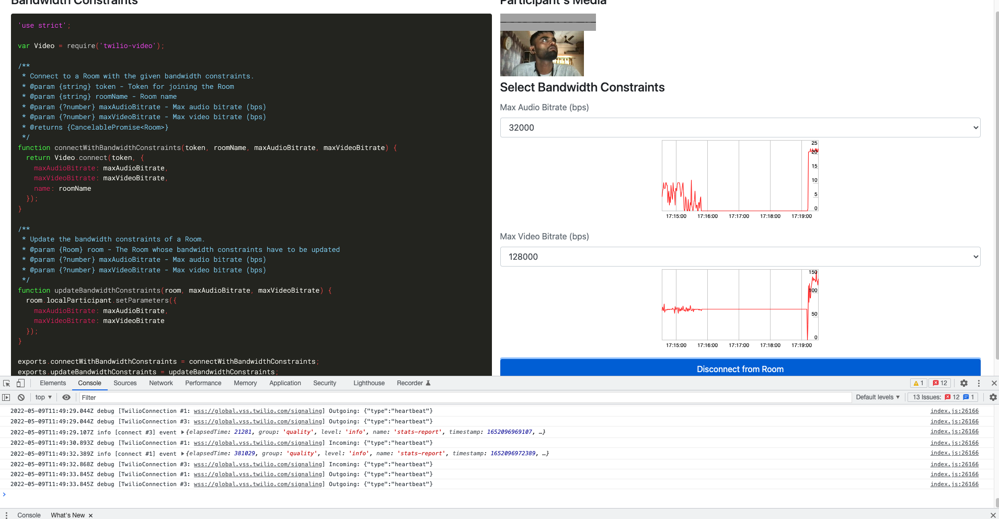 Bandwidth Constraints
'use strict';
var Video = require('twilio-video');
/**
* Connect to a Room with the given bandwidth constraints.
* @param {string} token - Token for joining the Room
* @param {string} roomName - Room name
* @param {?number} maxAudioBitrate - Max audio bitrate (bps)
* @param {?number} maxVideoBitrate - Max video bitrate (bps)
* @returns {CancelablePromise<Room>}
*/
function connectWithBandwidthConstraints(token, roomName, maxAudioBitrate, maxVideoBitrate) {
return Video.connect(token, {
maxAudioBitrate: maxAudioBitrate,
maxVideoBitrate: maxVideoBitrate,
name: roomName
});
}
/**
* Update the bandwidth constraints of a Room.
* @param {Room} room - The Room whose bandwidth constraints have to be updated
* @param {?number} maxAudioBitrate - Max audio bitrate (bps)
* @param {?number} maxVideoBitrate - Max video bitrate (bps)
*/
function updateBandwidthConstraints(room, maxAudioBitrate, maxVideoBitrate) {
room.localParticipant.setParameters({
maxAudioBitrate: maxAudioBitrate,
maxVideoBitrate: maxVideoBitrate
});
}
exports.connectWithBandwidthConstraints = connectWithBandwidthConstraints;
exports.updateBandwidthConstraints = updateBandwidthConstraints;
Participant's Media
Select Bandwidth Constraints
Max Audio Bitrate (bps)
32000
25
20
15
10
5
0
17:15:00 17:16:00 17:17:00 17:18:00 17:19:00
Max Video Bitrate (bps)
128000
150
100
50
0
17:15:00 17:16:00 17:17:00 17:18:00 17:19:00
Disconnect from Room
Elements Console Sources Network Performance Memory Application Security Lighthouse Recorder 1 12
top Filter Default levels 13 Issues: 12 1
2022-05-09T11:49:29.044Z debug [TwilioConnection #1: wss://global.vss.twilio.com/signaling] Outgoing: {"type":"heartbeat"} index.js:26166
2022-05-09T11:49:29.044Z debug [TwilioConnection #3: wss://global.vss.twilio.com/signaling] Outgoing: {"type":"heartbeat"} index.js:26166
2022-05-09T11:49:29.107Z info [connect #3] event {elapsedTime: 21281, group: 'quality', level: 'info', name: 'stats-report', timestamp: 1652096969107, …} index.js:26166
2022-05-09T11:49:30.893Z debug [TwilioConnection #1: wss://global.vss.twilio.com/signaling] Incoming: {"type":"heartbeat"} index.js:26166
2022-05-09T11:49:32.389Z info [connect #1] event {elapsedTime: 381029, group: 'quality', level: 'info', name: 'stats-report', timestamp: 1652096972389, …} index.js:26166
2022-05-09T11:49:32.868Z debug [TwilioConnection #3: wss://global.vss.twilio.com/signaling] Incoming: {"type":"heartbeat"} index.js:26166
2022-05-09T11:49:33.845Z debug [TwilioConnection #1: wss://global.vss.twilio.com/signaling] Outgoing: {"type":"heartbeat"} index.js:26166
2022-05-09T11:49:33.845Z debug [TwilioConnection #3: wss://global.vss.twilio.com/signaling] Outgoing: {"type":"heartbeat"} index.js:26166
Console What's New